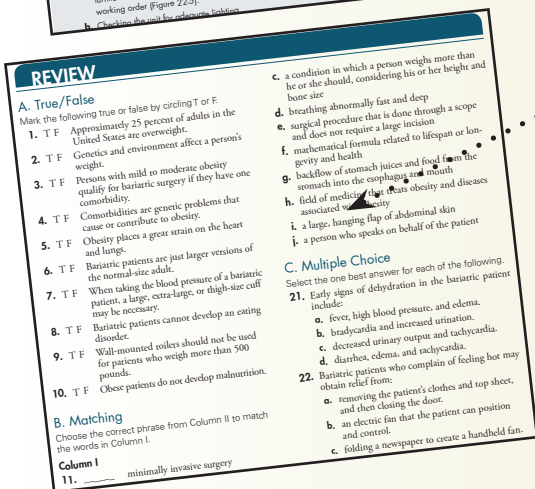 working order (Figure 22-5).
b. Checking the unit for adequate lighting
REVIEW
A. True/False
Mark the following true or false by circling T or F.
1. T F Approximately 25 percent of adults in the
United States are overweight.
2. T F Genetics and environment affect a person's
weight.
3. T F Persons with mild to moderate obesity
qualify for bariatric surgery if they have one
comorbidity.
4. T F Comorbidities are genetic problems that
cause or contribute to obesity.
5. T F Obesity places a great strain on the heart
and lungs.
6. T F Bariatric patients are just larger versions of
the normal-size adult.
7. T F When taking the blood pressure of a bariatric
patient, a large, extra-large, or thigh-size cuff
may be necessary.
8. T F Bariatric patients cannot develop an eating
disorder.
9. T F Wall-mounted toilets should not be used
for patients who weigh more than 500
pounds.
10. T F Obese patients do not develop malnutrition.
B. Matching
Choose the correct phrase from Column II to match
the words in Column I.
Column I
11. ______ minimally invasive surgery
c. a condition in which a person weighs more than
he or she should, considering his or her height and
bone size
d. breathing abnormally fast and deep
e. surgical procedure that is done through a scope
and does not require a large incision
f. mathematical formula related to lifespan or lon-
gevity and health
g. backflow of stomach juices and food from the
stomach into the esophagus and mouth
h. field of medicine that treats obesity and diseases
associated with obesity
i. a large, hanging flap of abdominal skin
j. a person who speaks on behalf of the patient
C. Multiple Choice
Select the one best answer for each of the following.
21. Early signs of dehydration in the bariatric patient
include:
a. fever, high blood pressure, and edema.
b. bradycardia and increased urination.
c. decreased urinary output and tachycardia.
d. diarrhea, edema, and tachycardia.
22. Bariatric patients who complain of feeling hot may
obtain relief from:
a. removing the patient's clothes and top sheet,
and then closing the door.
b. an electric fan that the patient can position
and control.
c. folding a newspaper to create a handheld fan.